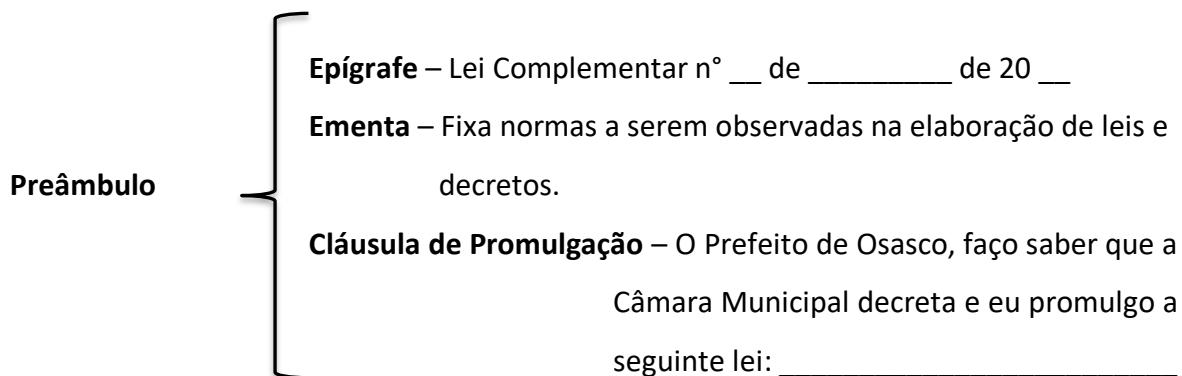 Epígrafe – Lei Complementar n° __ de _________ de 20 __
Ementa – Fixa normas a serem observadas na elaboração de leis e
Preâmbulo
decretos.
Cláusula de Promulgação – O Prefeito de Osasco, faço saber que a
Câmara Municipal decreta e eu promulgo a
seguinte lei: _________________________